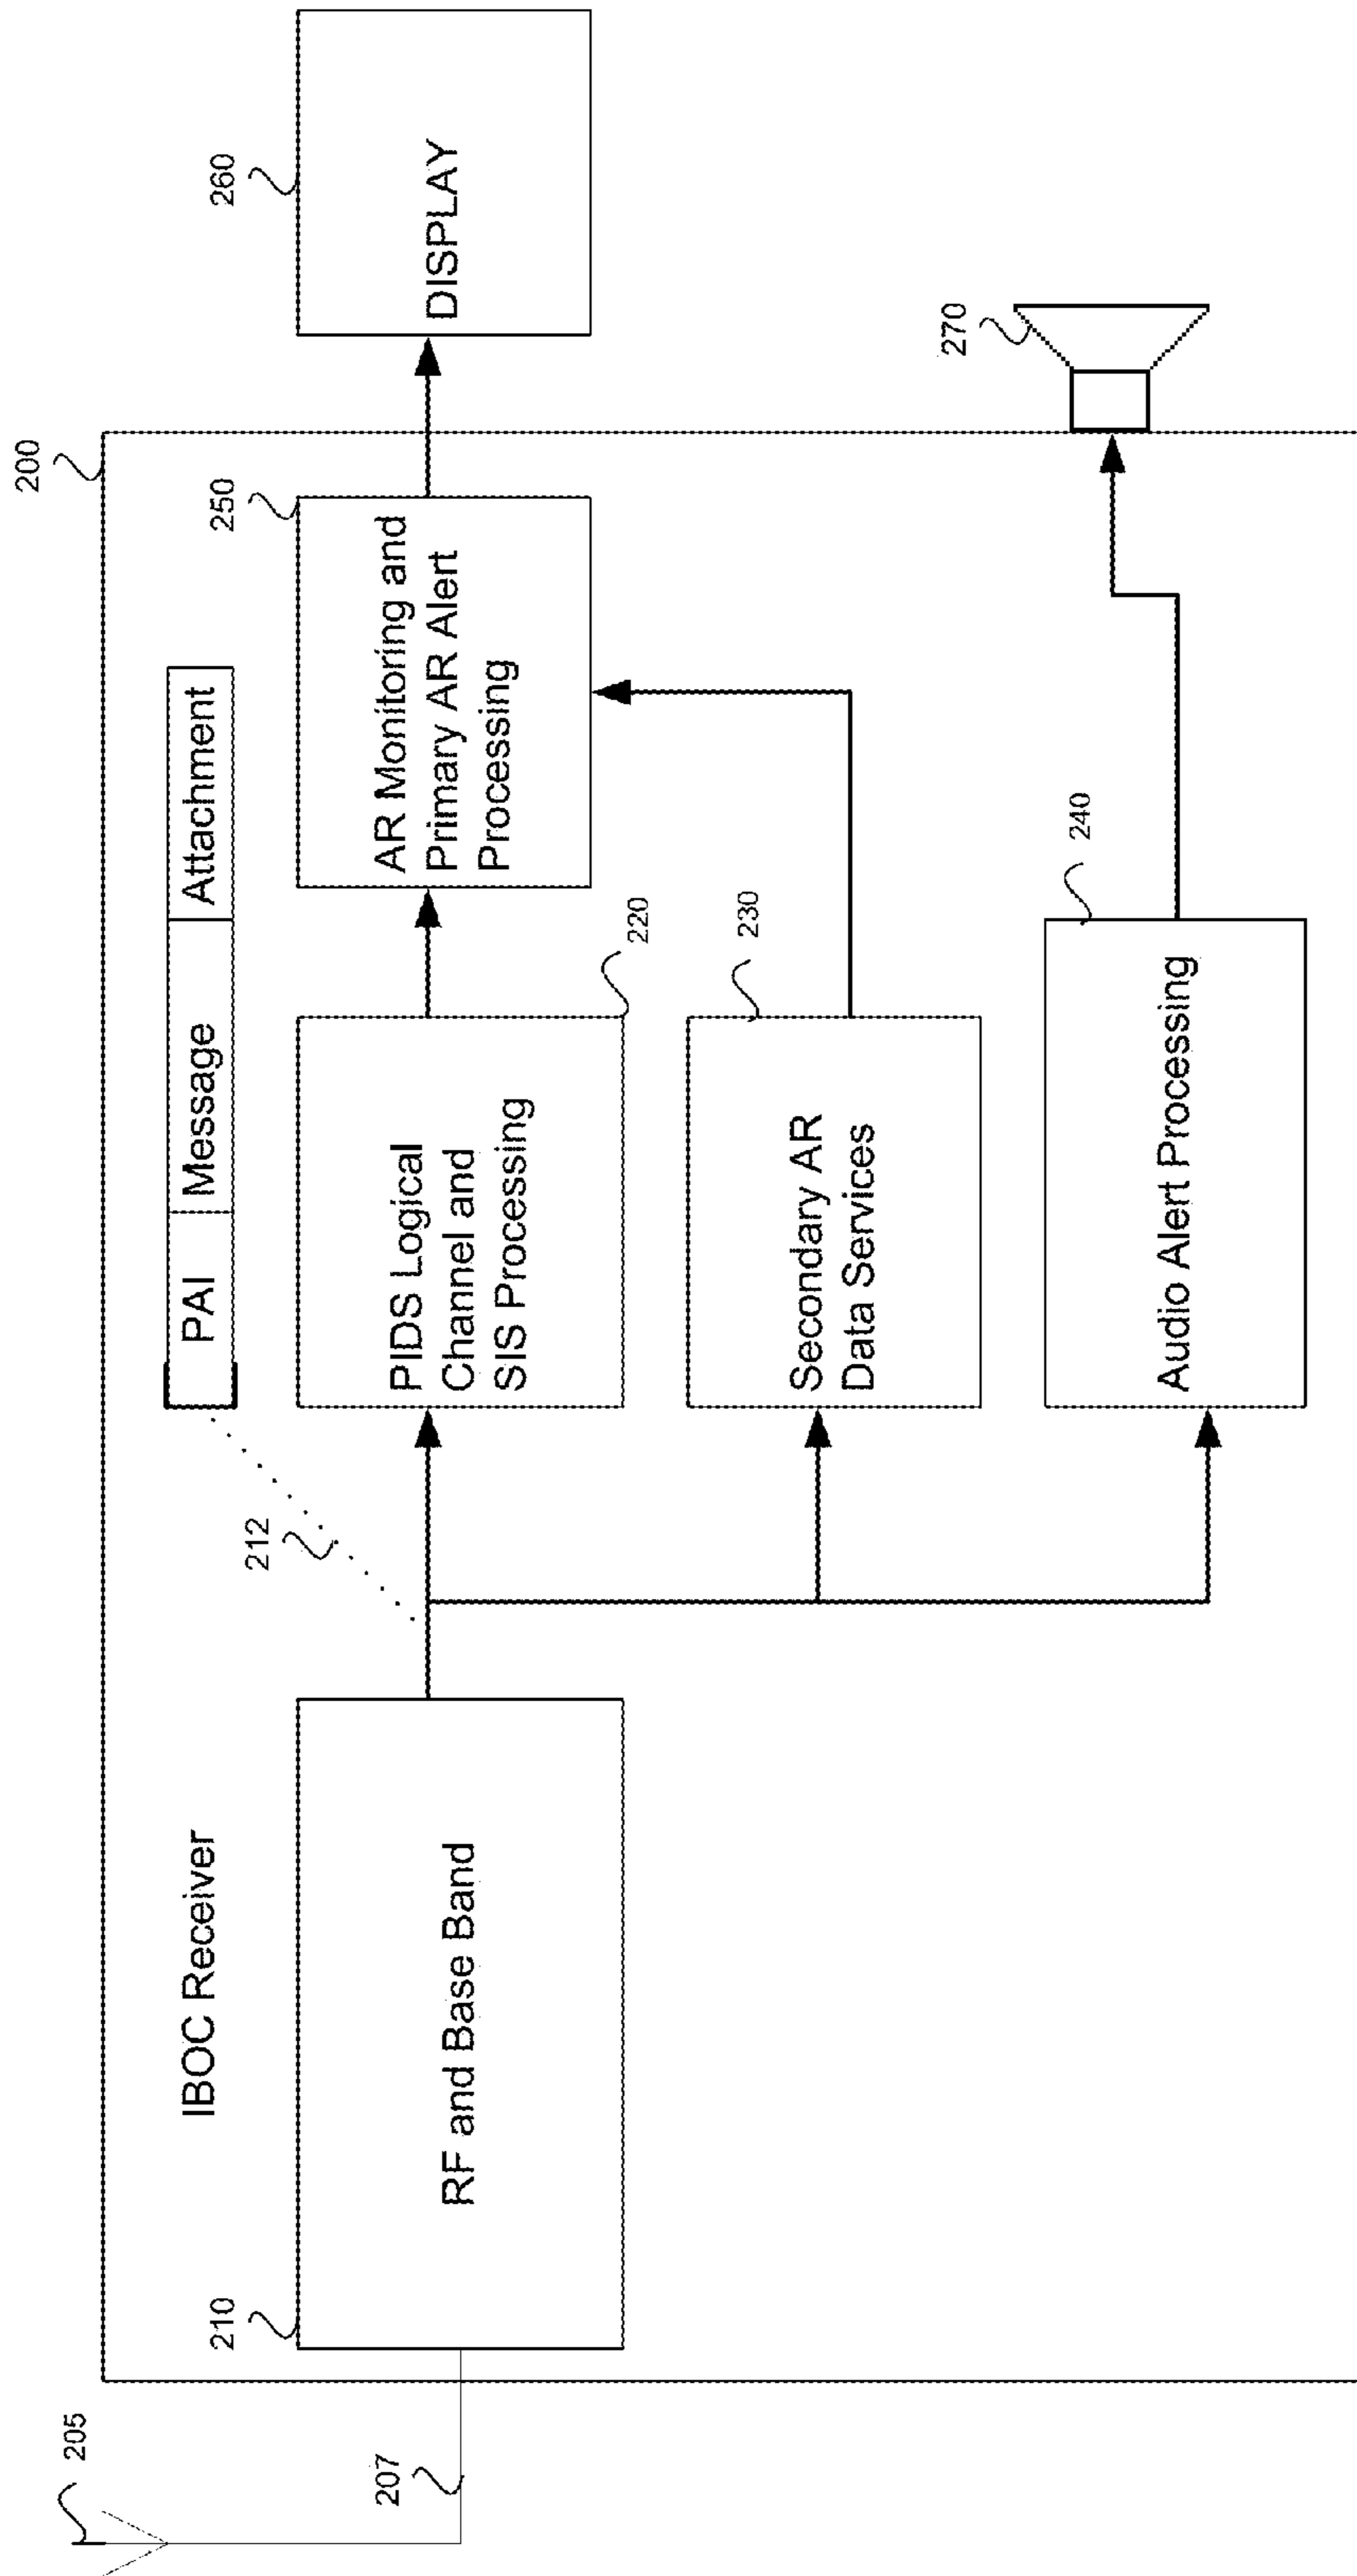 205
207
IBOC Receiver
210
RF and Base Band
212
PAI
Message
Attachment
200
PIDS Logical
Channel and
SIS Processing
220
Secondary AR
Data Services
230
Audio Alert Processing
240
250
AR Monitoring and
Primary AR Alert
Processing
260
DISPLAY
270